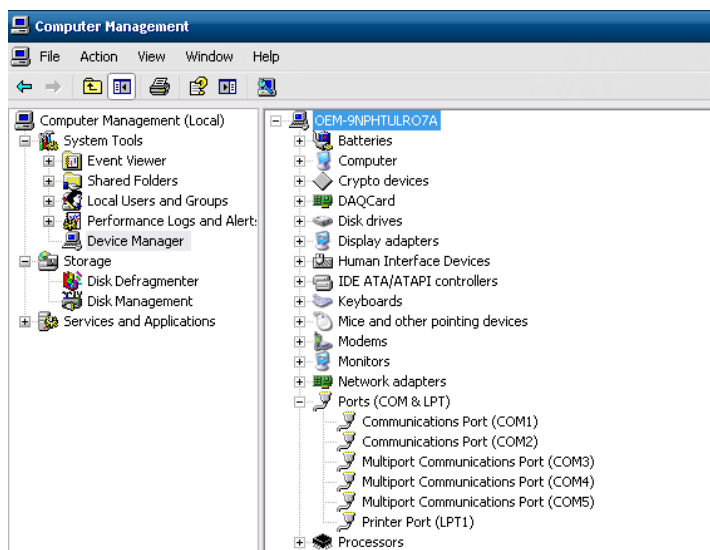 Computer Management
File Action View Window Help
Computer Management (Local)
System Tools
Event Viewer
Shared Folders
Local Users and Groups
Performance Logs and Alert:
Device Manager
Storage
Disk Defragmenter
Disk Management
Services and Applications
OEM-9NPHTULRO7A
Batteries
Computer
Crypto devices
DAQCard
Disk drives
Display adapters
Human Interface Devices
IDE ATA/ATAPI controllers
Keyboards
Mice and other pointing devices
Modems
Monitors
Network adapters
Ports (COM & LPT)
Communications Port (COM1)
Communications Port (COM2)
Multiport Communications Port (COM3)
Multiport Communications Port (COM4)
Multiport Communications Port (COM5)
Printer Port (LPT1)
Processors